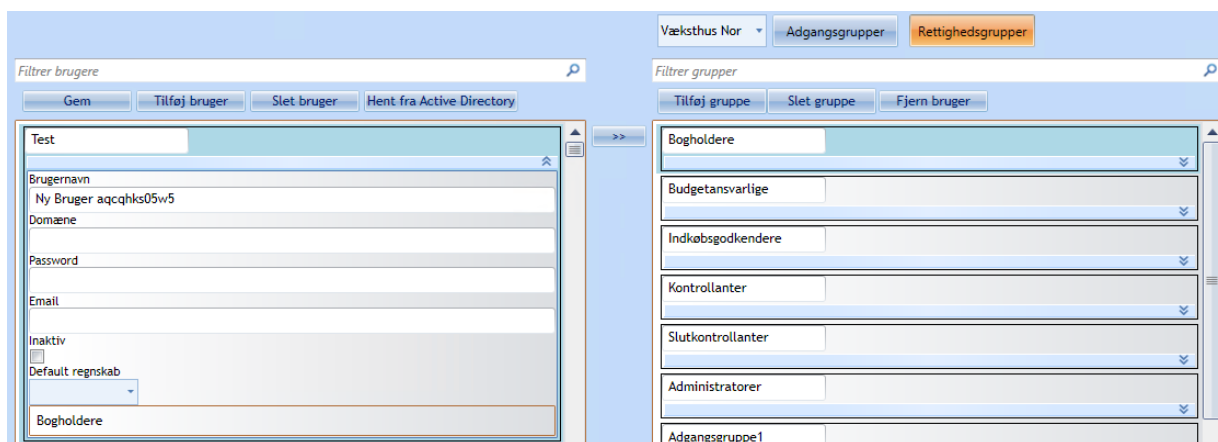 Væksthus Nor
Adgangsgrupper
Rettighedsgrupper
Filtrer brugere
Filtrer grupper
Gem
Tilføj bruger
Slet bruger
Hent fra Active Directory
Tilføj gruppe
Slet gruppe
Fjern bruger
Test
Brugernavn
Ny Bruger aqcqhks05w5
Domæne
Password
Email
Inaktiv
Default regnskab
Bogholdere
>>
Bogholdere
Budgetansvarlige
Indkøbsgodkendere
Kontrollanter
Slutkontrollanter
Administratorer
Adgangsgruppe1